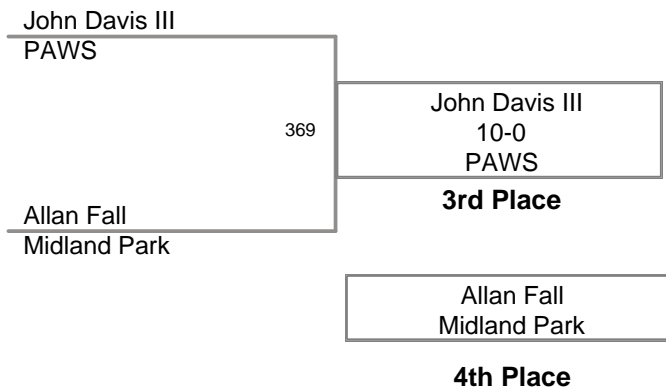 John Davis III
PAWS
369
John Davis III
10-0
PAWS
3rd Place
Allan Fall
Midland Park
Allan Fall
Midland Park
4th Place